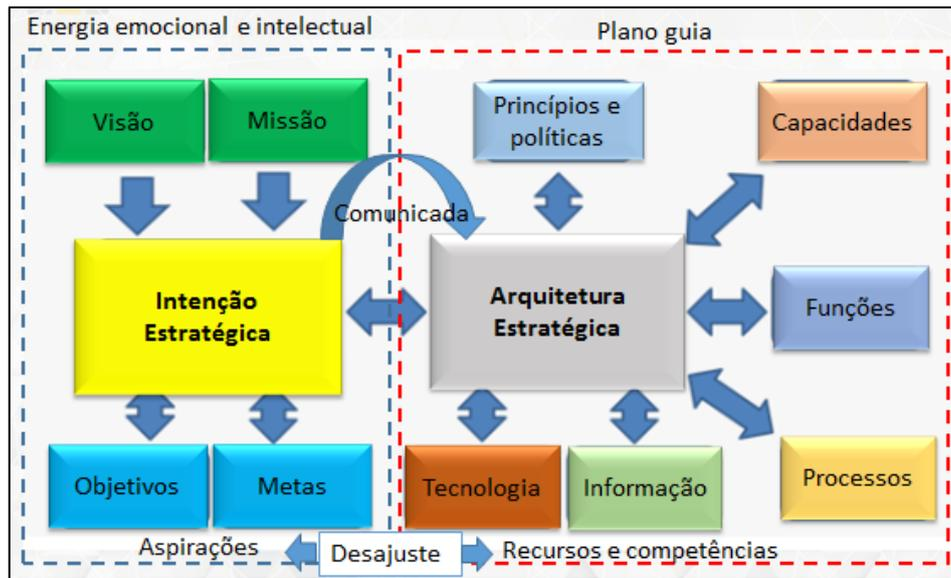 Energia emocional e intelectual
Plano guia
Visão
Missão
Princípios e
políticas
Capacidades
Comunicada
Intenção
Estratégica
Arquitetura
Estratégica
Funções
Objetivos
Metas
Tecnologia
Informação
Processos
Aspirações
Desajuste
Recursos e competências